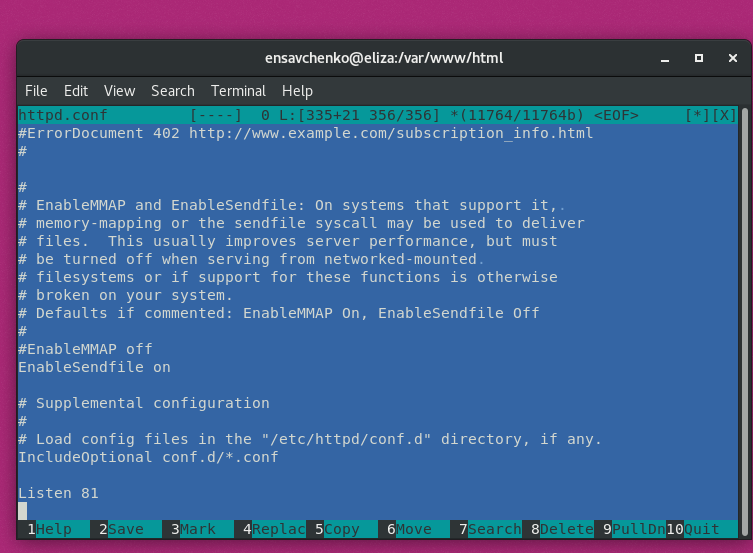 ensavchenko@eliza:/var/www/html
File Edit View Search Terminal Help
httpd.conf [----] 0 L:[335+21 356/356] *(11764/11764b) <EOF> [*][X]
#ErrorDocument 402 http://www.example.com/subscription_info.html
#
#
# EnableMMAP and EnableSendfile: On systems that support it,.
# memory-mapping or the sendfile syscall may be used to deliver
# files.  This usually improves server performance, but must
# be turned off when serving from networked-mounted.
# filesystems or if support for these functions is otherwise
# broken on your system.
# Defaults if commented: EnableMMAP On, EnableSendfile Off
#
#EnableMMAP off
EnableSendfile on
# Supplemental configuration
#
# Load config files in the "/etc/httpd/conf.d" directory, if any.
IncludeOptional conf.d/*.conf
Listen 81
1Help 2Save 3Mark 4Replac 5Copy 6Move 7Search 8Delete 9PullDn 10Quit